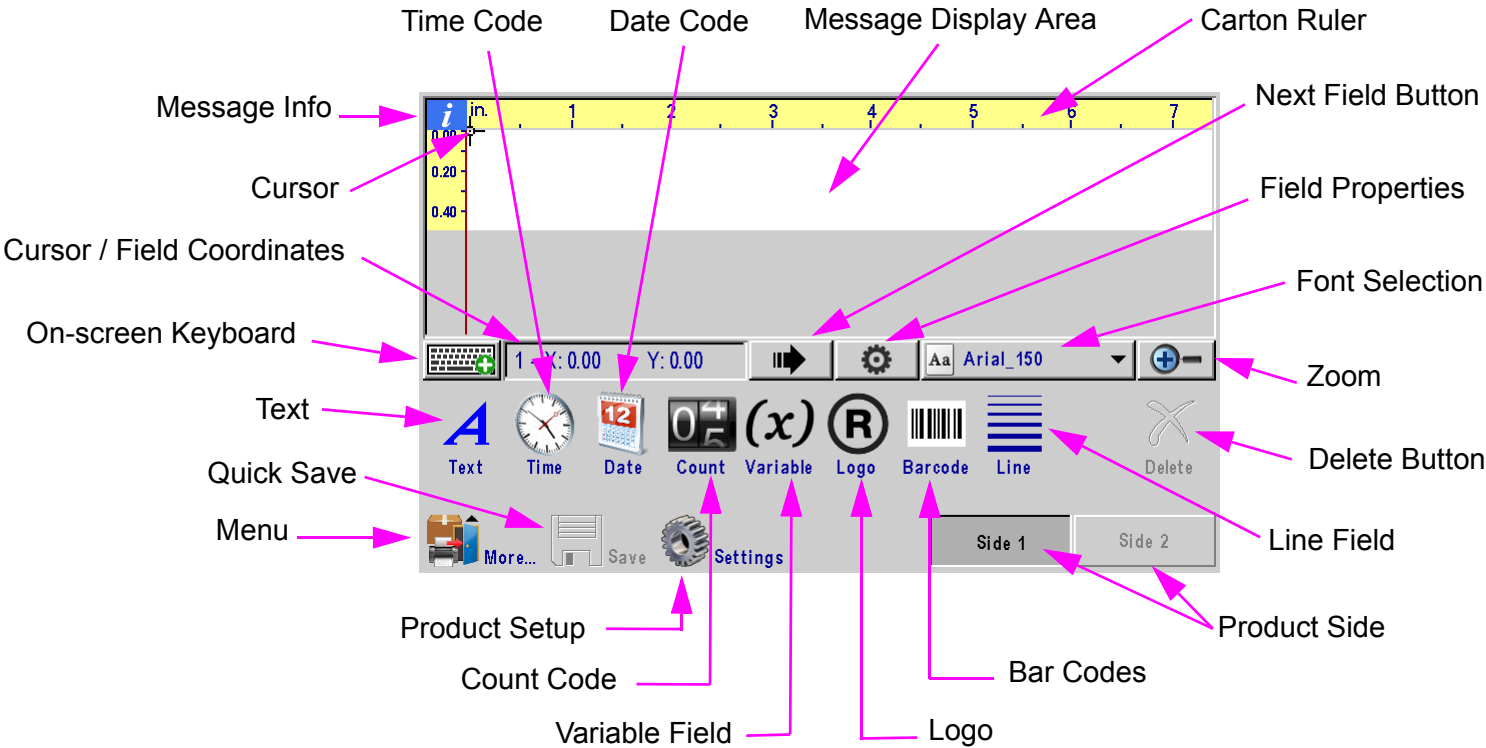 Time Code
Date Code
Message Display Area
Carton Ruler
Message Info
Next Field Button
i
in.
1
2
3
4
5
6
7
0.00
Cursor
0.20
Field Properties
0.40
Cursor / Field Coordinates
Font Selection
On-screen Keyboard
1 - X: 0.00 Y: 0.00
Aa
Arial_150
Zoom
Text
A
12
04
5
(x)
R
Text
Time
Date
Count
Variable
Logo
Barcode
Line
Delete
Delete Button
Quick Save
Menu
More...
Save
Settings
Side 1
Side 2
Line Field
Product Setup
Product Side
Count Code
Bar Codes
Variable Field
Logo